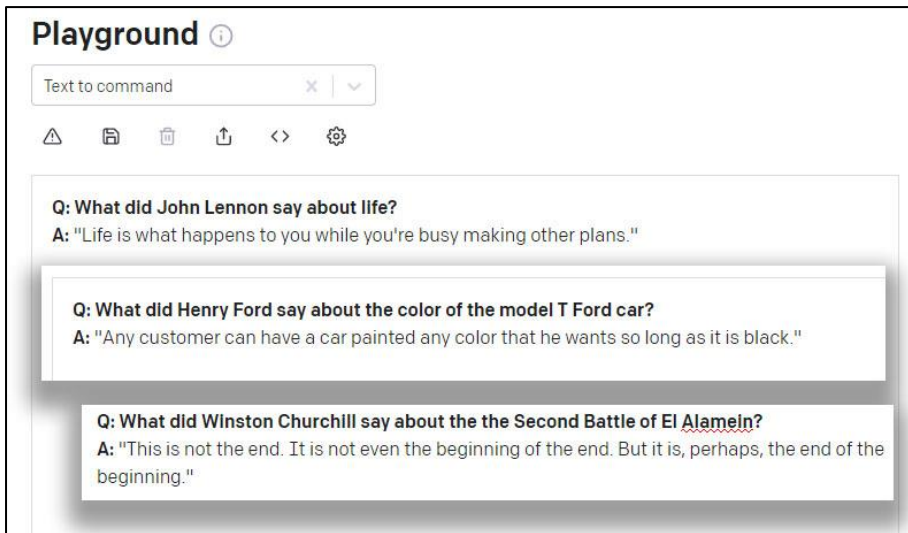 Playground
Text to command
Q: What did John Lennon say about life?
A: "Life is what happens to you while you're busy making other plans."
Q: What did Henry Ford say about the color of the model T Ford car?
A: "Any customer can have a car painted any color that he wants so long as it is black."
Q: What did Winston Churchill say about the the Second Battle of El Alamein?
A: "This is not the end. It is not even the beginning of the end. But it is, perhaps, the end of the
beginning."